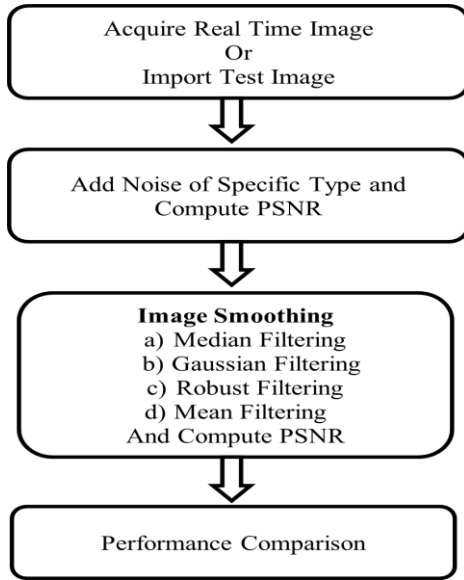 Acquire Real Time Image
Or
Import Test Image
Add Noise of Specific Type and
Compute PSNR
Image Smoothing
a) Median Filtering
b) Gaussian Filtering
c) Robust Filtering
d) Mean Filtering
And Compute PSNR
Performance Comparison